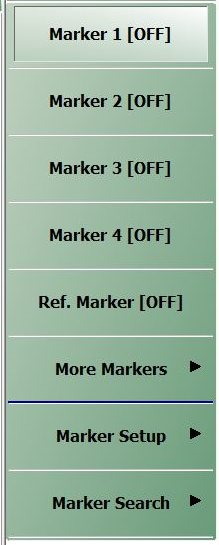 Marker 1 [OFF]
Marker 2 [OFF]
Marker 3 [OFF]
Marker 4 [OFF]
Ref. Marker [OFF]
More Markers
Marker Setup
Marker Search